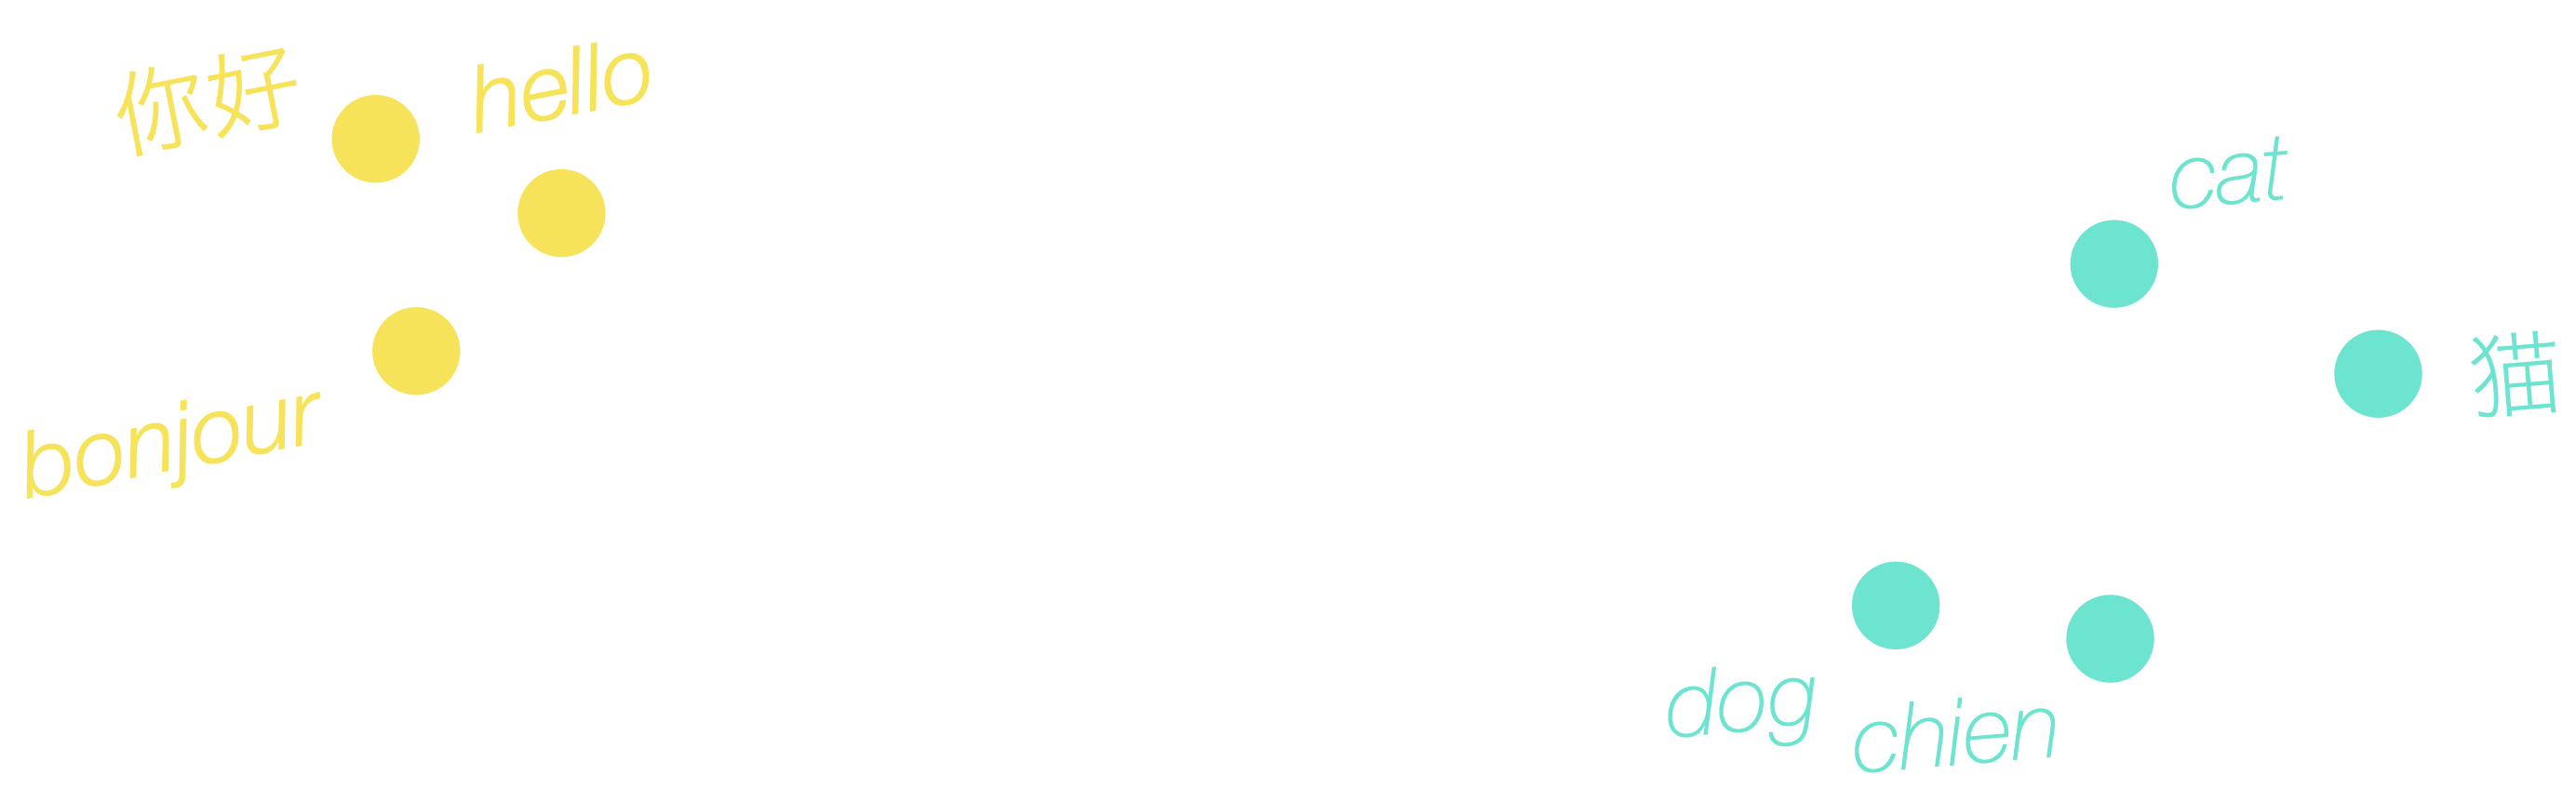 你好
hello
bonjour
cat
猫
dog
chien